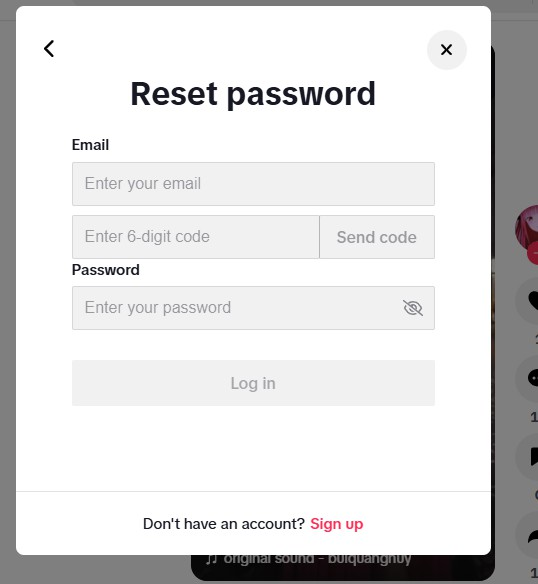 Reset password
Email
Enter your email
Enter 6-digit code Send code
Password
Enter your password
Log in
Don't have an account? Sign up
original sound - buiquanghuy